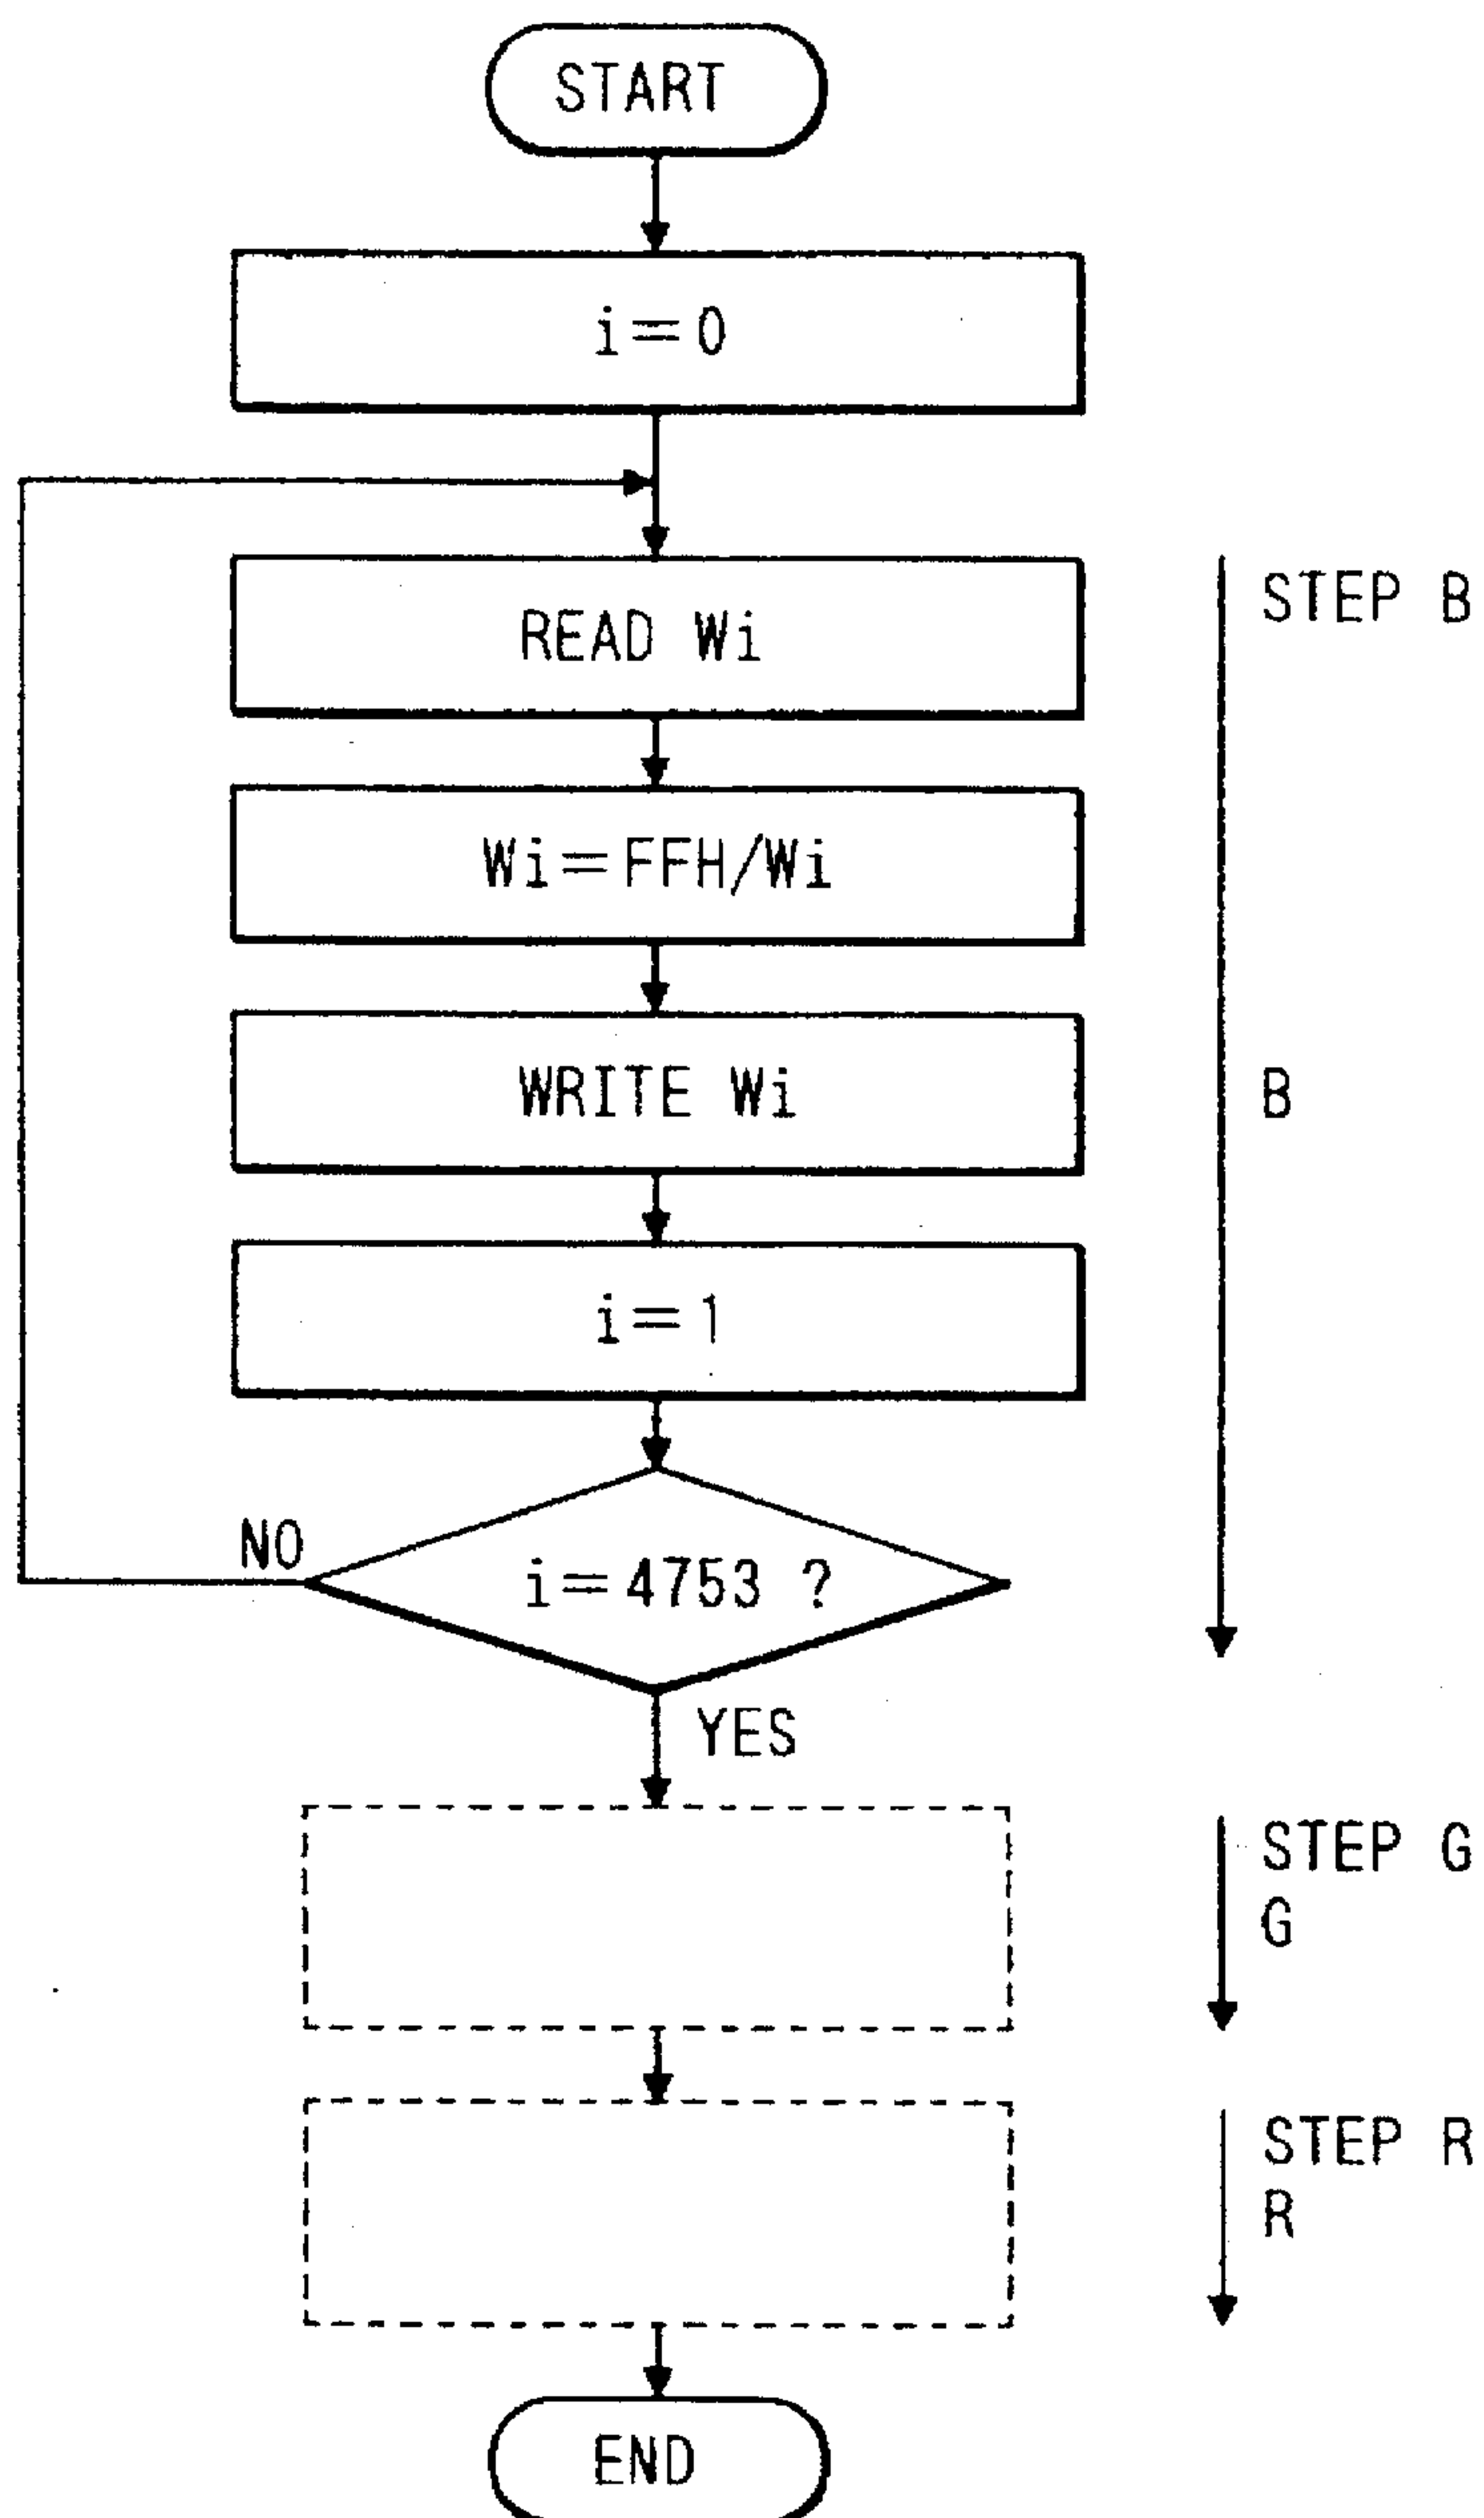 START
i=0
READ Wi
STEP B
Wi=FFH/Wi
WRITE Wi
B
i=1
NO
i=4753 ?
YES
STEP G
G
STEP R
R
END